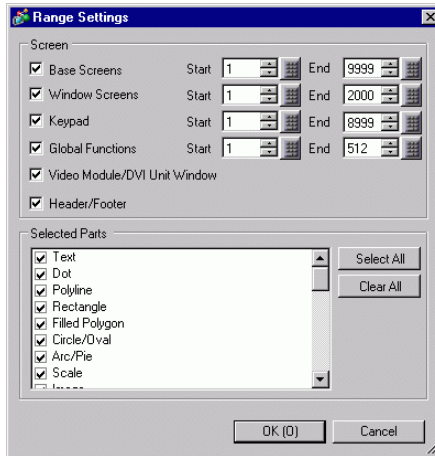 Range Settings
Screen
Base Screens Start 1 End 9999
Window Screens Start 1 End 2000
Keypad Start 1 End 8999
Global Functions Start 1 End 512
Video Module/DVI Unit Window
Header/Footer
Selected Parts
Text
Dot
Polyline
Rectangle
Filled Polygon
Circle/Oval
Arc/Pie
Scale
Select All
Clear All
OK (O)
Cancel